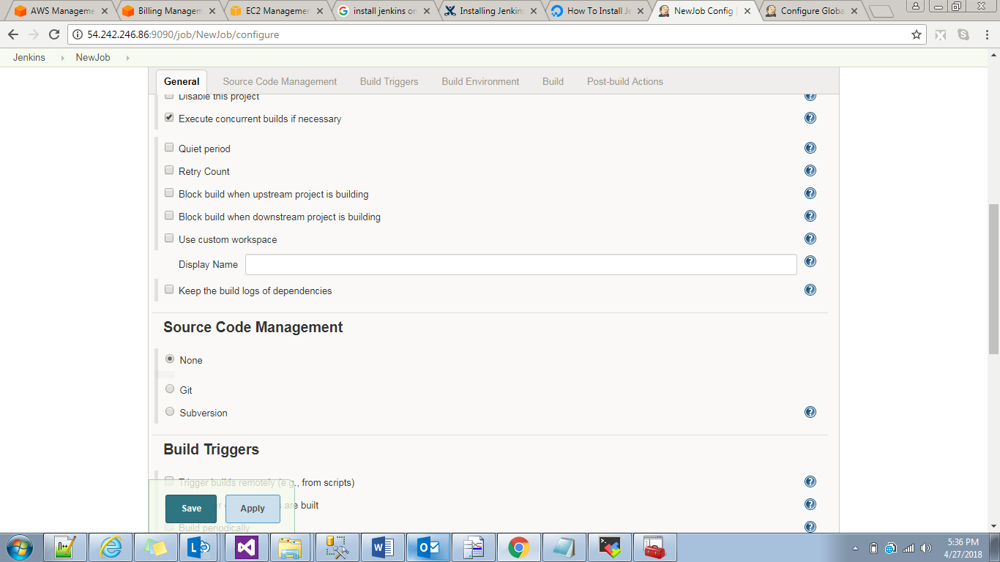 AWS Manageme
Billing Managem
EC2 Managemer
install jenkins on
Installing Jenkins
How To Install Je
NewJob Config
Configure Globa
54.242.246.86:9090/job/NewJob/configure
Jenkins NewJob
General Source Code Management Build Triggers Build Environment Build Post-build Actions
Disable this project
Execute concurrent builds if necessary
Quiet period
Retry Count
Block build when upstream project is building
Block build when downstream project is building
Use custom workspace
Display Name
Keep the build logs of dependencies
Source Code Management
None
Git
Subversion
Build Triggers
Trigger builds remotely (e.g., from scripts)
are built
Save Apply
Build periodically
5:36 PM
4/27/2018